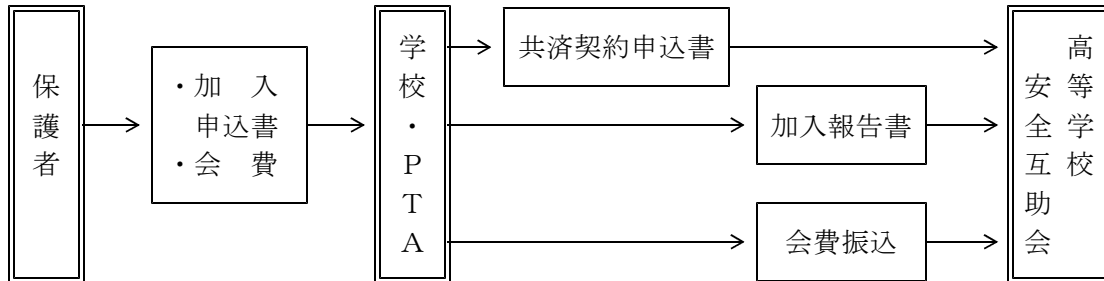 保護者
・加　入
申込書
・会　費
学校・PTA
共済契約申込書
加入報告書
会費振込
高等学校
安全互助会